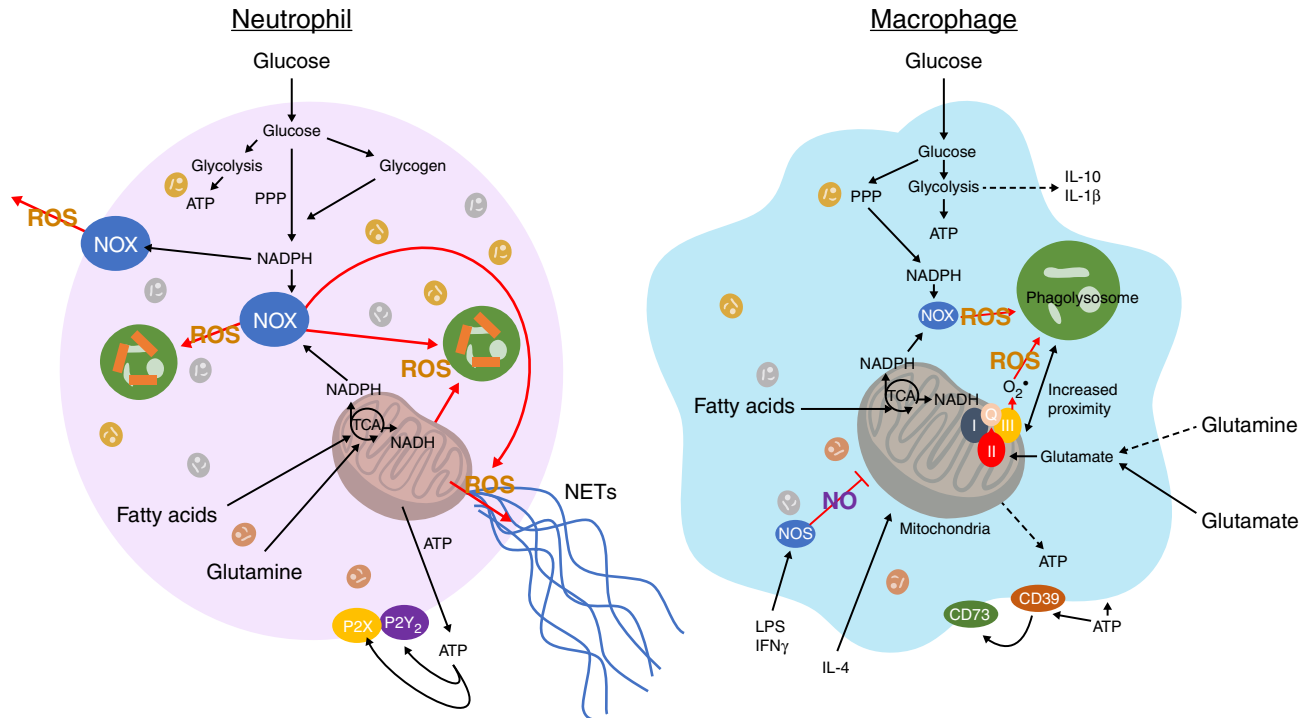 Neutrophil
Glucose
Glucose
Glycolysis
Glycogen
ATP
PPP
ROS
NOX
NADPH
NOX
ROS
ROS
NADPH
TCA
NADH
ROS
NETs
Fatty acids
ATP
Glutamine
P2X
P2Y₂
ATP
Macrophage
Glucose
Glucose
PPP
Glycolysis
IL-10
IL-1β
ATP
NADPH
Phagolysosome
NOX
ROS
ROS
NADPH
O₂•
TCA
NADH
Increased
proximity
Fatty acids
Q
I
III
II
Glutamate
Glutamine
NO
NOS
Mitochondria
Glutamate
ATP
LPS
IFNγ
IL-4
CD73
CD39
ATP